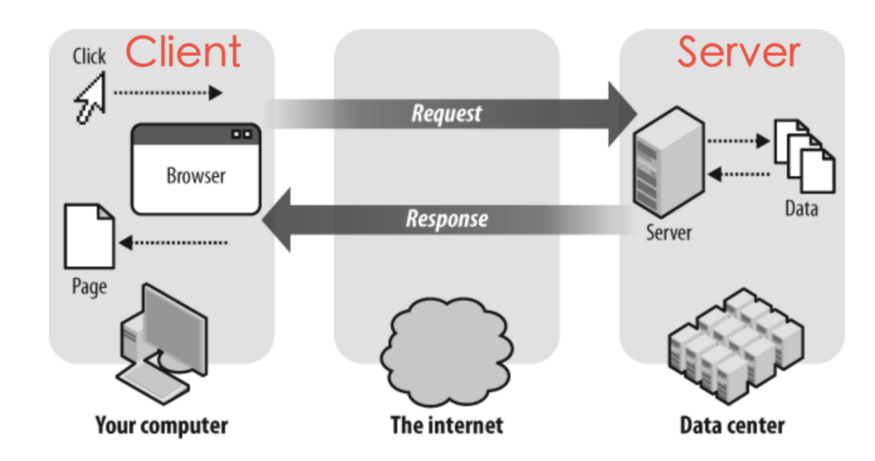 Click
Client
Server
Request
Browser
Response
Server
Data
Page
Your computer
The internet
Data center